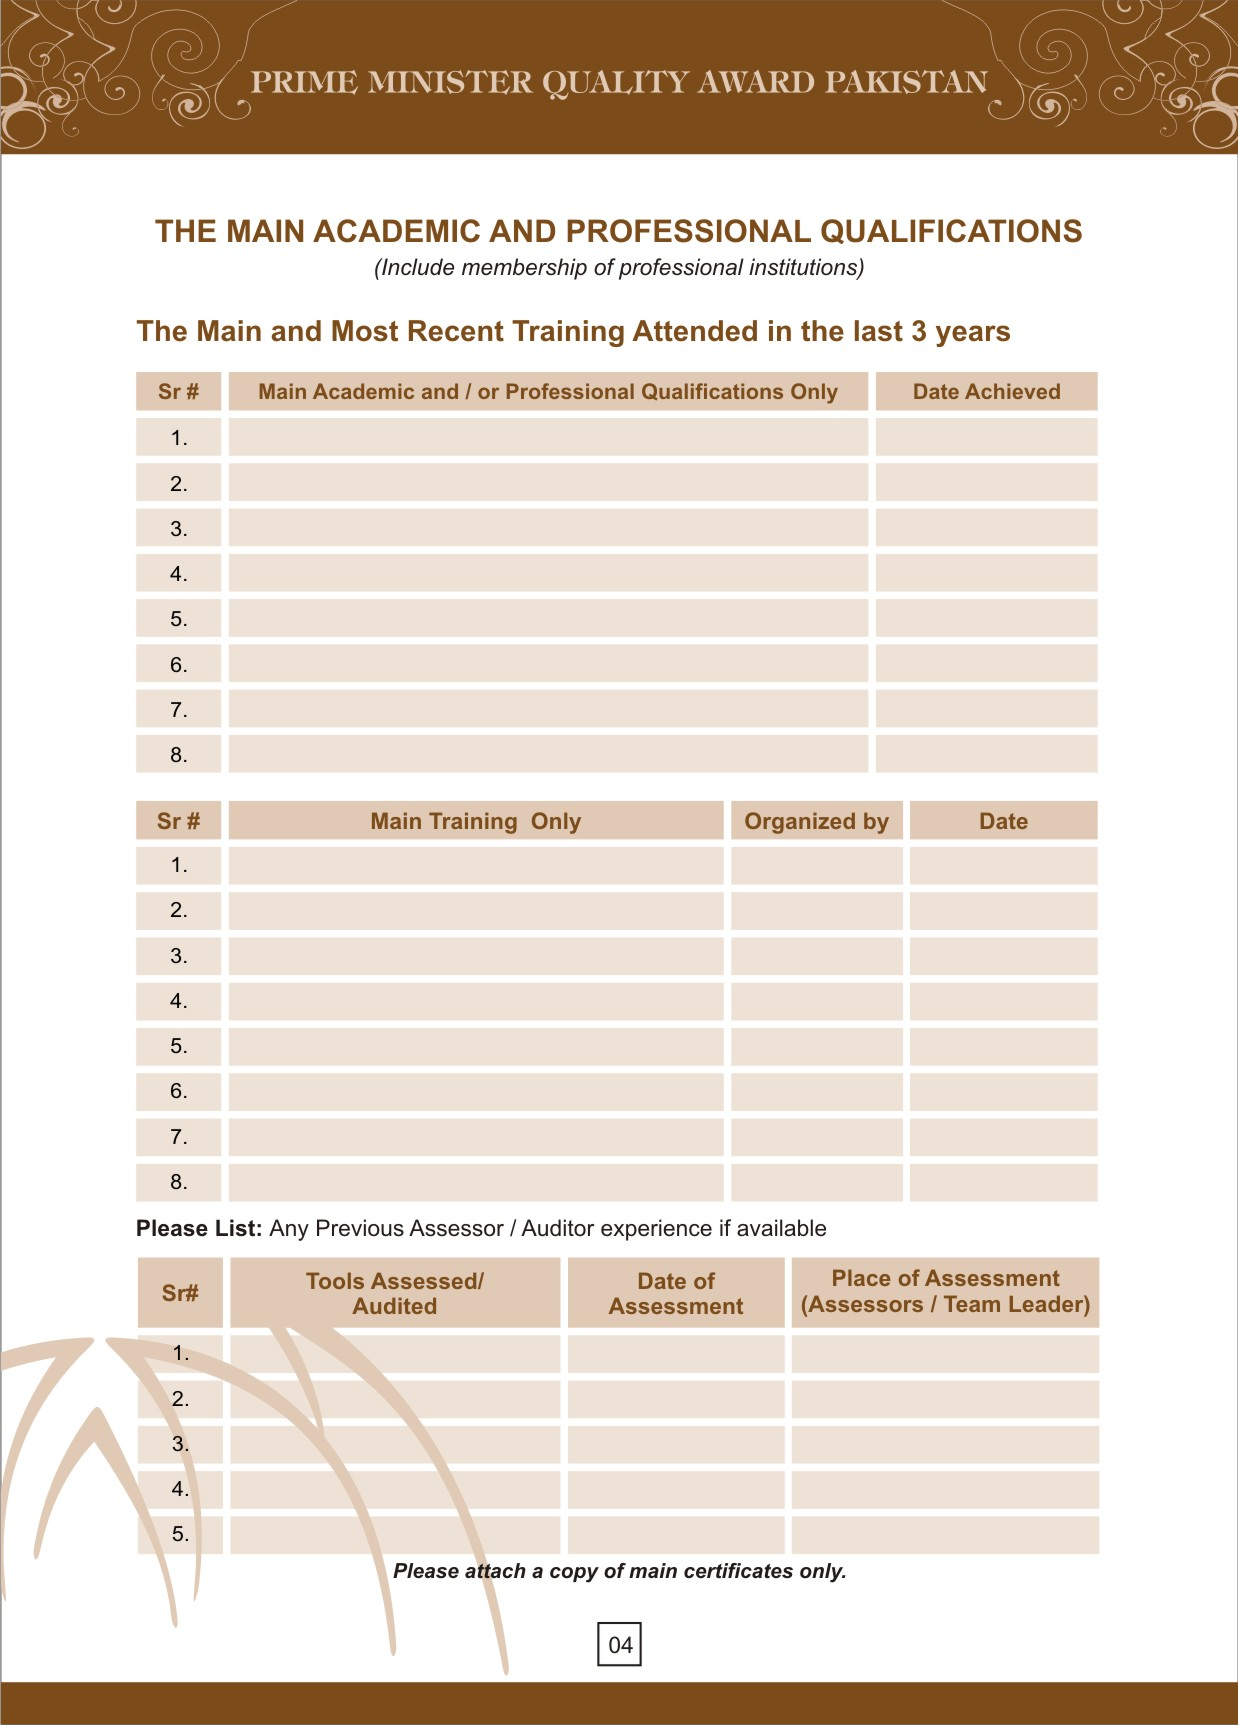 PRIME MINISTER QUALITY AWARD PAKISTAN
THE MAIN ACADEMIC AND PROFESSIONAL QUALIFICATIONS
(Include membership of professional institutions)
The Main and Most Recent Training Attended in the last 3 years
Sr # Main Academic and / or Professional Qualifications Only Date Achieved
1.
2.
3.
4.
5.
6.
7.
8.
Sr # Main Training Only Organized by Date
1.
2.
3.
4.
5.
6.
7.
8.
Please List: Any Previous Assessor / Auditor experience if available
Sr# Tools Assessed/ Date of Place of Assessment
Audited Assessment (Assessors / Team Leader)
1.
2.
3.
4.
5.
Please attach a copy of main certificates only.
04